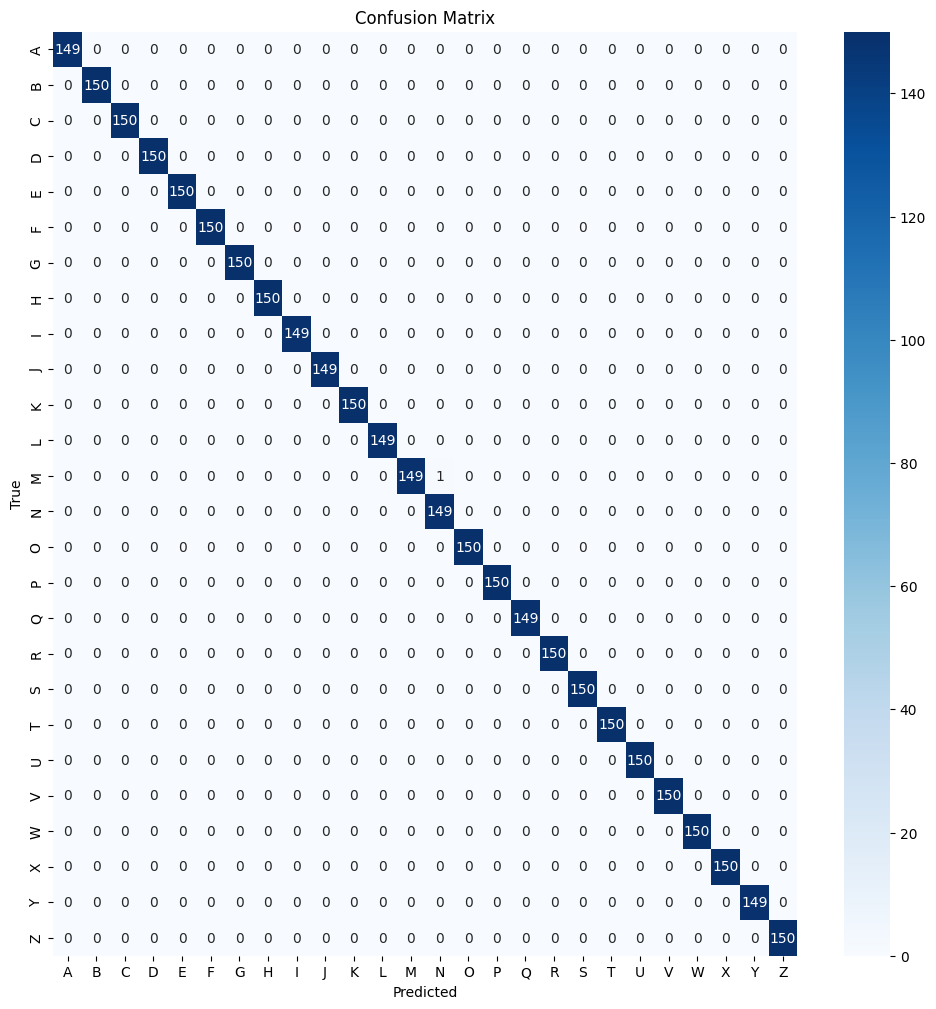 Confusion Matrix
A 149 0 0 0 0 0 0 0 0 0 0 0 0 0 0 0 0 0 0 0 0 0 0 0 0 0
B 0 150 0 0 0 0 0 0 0 0 0 0 0 0 0 0 0 0 0 0 0 0 0 0 0 0
C 0 0 150 0 0 0 0 0 0 0 0 0 0 0 0 0 0 0 0 0 0 0 0 0 0 0
D 0 0 0 150 0 0 0 0 0 0 0 0 0 0 0 0 0 0 0 0 0 0 0 0 0 0
E 0 0 0 0 150 0 0 0 0 0 0 0 0 0 0 0 0 0 0 0 0 0 0 0 0 0
F 0 0 0 0 0 150 0 0 0 0 0 0 0 0 0 0 0 0 0 0 0 0 0 0 0 0
G 0 0 0 0 0 0 150 0 0 0 0 0 0 0 0 0 0 0 0 0 0 0 0 0 0 0
H 0 0 0 0 0 0 0 150 0 0 0 0 0 0 0 0 0 0 0 0 0 0 0 0 0 0
I 0 0 0 0 0 0 0 0 149 0 0 0 0 0 0 0 0 0 0 0 0 0 0 0 0 0
J 0 0 0 0 0 0 0 0 0 149 0 0 0 0 0 0 0 0 0 0 0 0 0 0 0 0
K 0 0 0 0 0 0 0 0 0 0 150 0 0 0 0 0 0 0 0 0 0 0 0 0 0 0
L 0 0 0 0 0 0 0 0 0 0 0 149 0 0 0 0 0 0 0 0 0 0 0 0 0 0
M 0 0 0 0 0 0 0 0 0 0 0 0 149 1 0 0 0 0 0 0 0 0 0 0 0 0
N 0 0 0 0 0 0 0 0 0 0 0 0 0 149 0 0 0 0 0 0 0 0 0 0 0 0
O 0 0 0 0 0 0 0 0 0 0 0 0 0 0 150 0 0 0 0 0 0 0 0 0 0 0
P 0 0 0 0 0 0 0 0 0 0 0 0 0 0 0 150 0 0 0 0 0 0 0 0 0 0
Q 0 0 0 0 0 0 0 0 0 0 0 0 0 0 0 0 149 0 0 0 0 0 0 0 0 0
R 0 0 0 0 0 0 0 0 0 0 0 0 0 0 0 0 0 150 0 0 0 0 0 0 0 0
S 0 0 0 0 0 0 0 0 0 0 0 0 0 0 0 0 0 0 150 0 0 0 0 0 0 0
T 0 0 0 0 0 0 0 0 0 0 0 0 0 0 0 0 0 0 0 150 0 0 0 0 0 0
U 0 0 0 0 0 0 0 0 0 0 0 0 0 0 0 0 0 0 0 0 150 0 0 0 0 0
V 0 0 0 0 0 0 0 0 0 0 0 0 0 0 0 0 0 0 0 0 0 150 0 0 0 0
W 0 0 0 0 0 0 0 0 0 0 0 0 0 0 0 0 0 0 0 0 0 0 150 0 0 0
X 0 0 0 0 0 0 0 0 0 0 0 0 0 0 0 0 0 0 0 0 0 0 0 150 0 0
Y 0 0 0 0 0 0 0 0 0 0 0 0 0 0 0 0 0 0 0 0 0 0 0 0 149 0
Z 0 0 0 0 0 0 0 0 0 0 0 0 0 0 0 0 0 0 0 0 0 0 0 0 0 150
A B C D E F G H I J K L M N O P Q R S T U V W X Y Z
Predicted
True
140
120
100
80
60
40
20
0